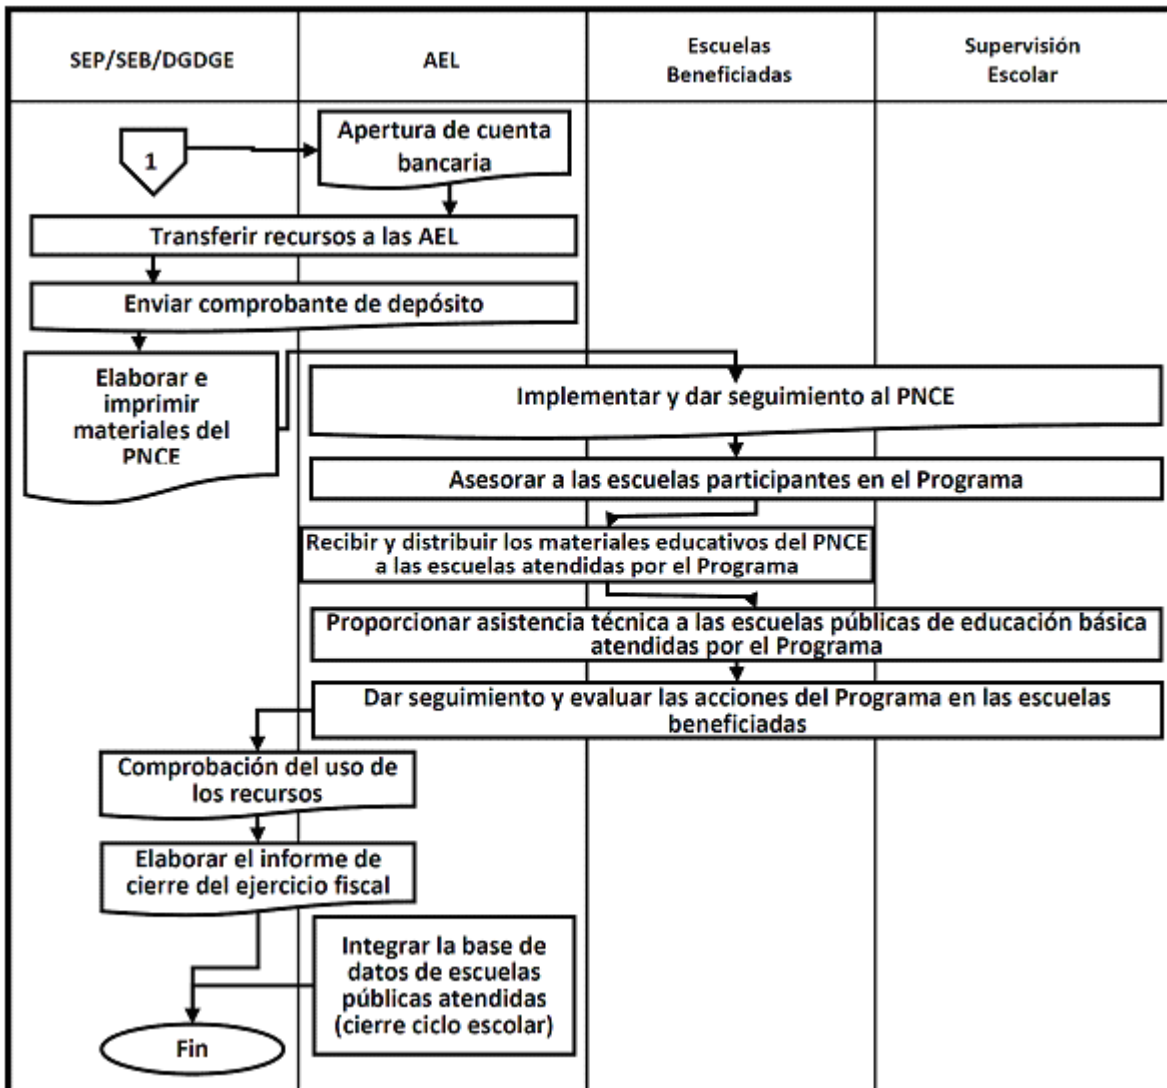 SEP/SEB/DGDGE
AEL
Escuelas
Beneficiadas
Supervisión
Escolar
1
Apertura de cuenta
bancaria
Transferir recursos a las AEL
Enviar comprobante de depósito
Elaborar e
imprimir
materiales del
PNCE
Implementar y dar seguimiento al PNCE
Asesorar a las escuelas participantes en el Programa
Recibir y distribuir los materiales educativos del PNCE
a las escuelas atendidas por el Programa
Proporcionar asistencia técnica a las escuelas públicas de educación básica
atendidas por el Programa
Dar seguimiento y evaluar las acciones del Programa en las escuelas
beneficiadas
Comprobación del uso de
los recursos
Elaborar el informe de
cierre del ejercicio fiscal
Integrar la base de
datos de escuelas
públicas atendidas
(cierre ciclo escolar)
Fin